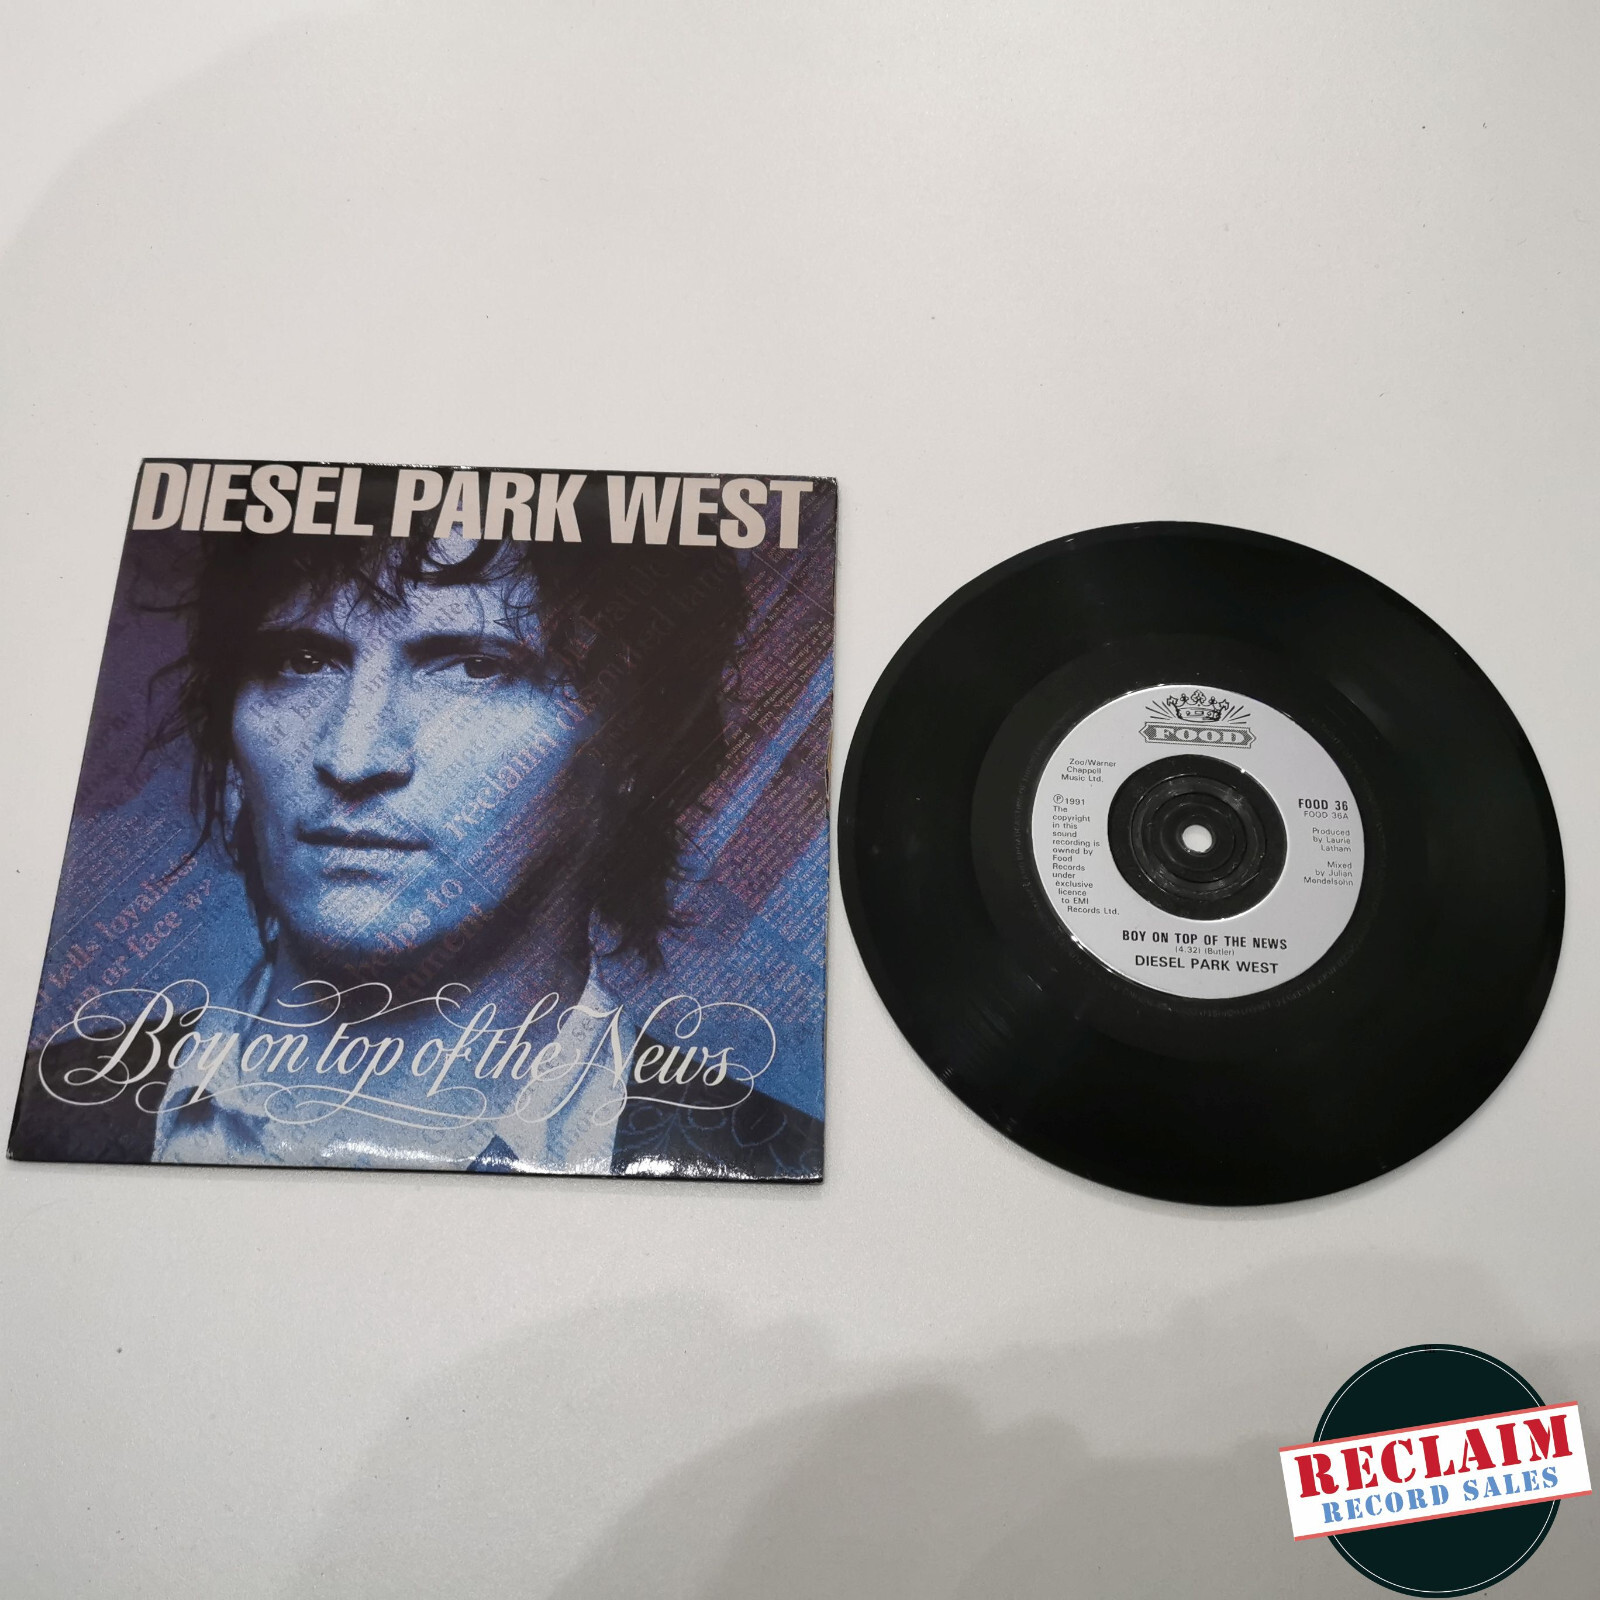 DIESEL PARK WEST
Boy on top of the News
FOOD
Zoo/Warner
Chappell
Music Ltd.
℗1991
The
copyright
in this
sound
recording is
owned by
Food
Records
under
exclusive
licence
to EMI
Records Ltd.
FOOD 36
FOOD 36A
Produced
by Laurie
Latham
Mixed
by Julian
Mendelsohn
BOY ON TOP OF THE NEWS
(4.32) (Butler)
DIESEL PARK WEST
RECLAIM
RECORD SALES